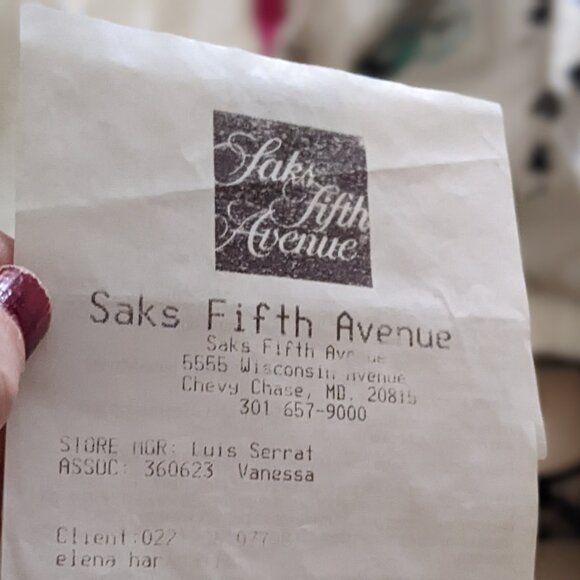 Saks
fifth
Avenue
Saks Fifth Avenue
Saks Fifth
5555 Wisconsin
Chevy Chase, MD. 20815
301 657-9000
STORE MGR: Luis Serrat
ASSOC: 360623 Vanessa
Client:022
elena har